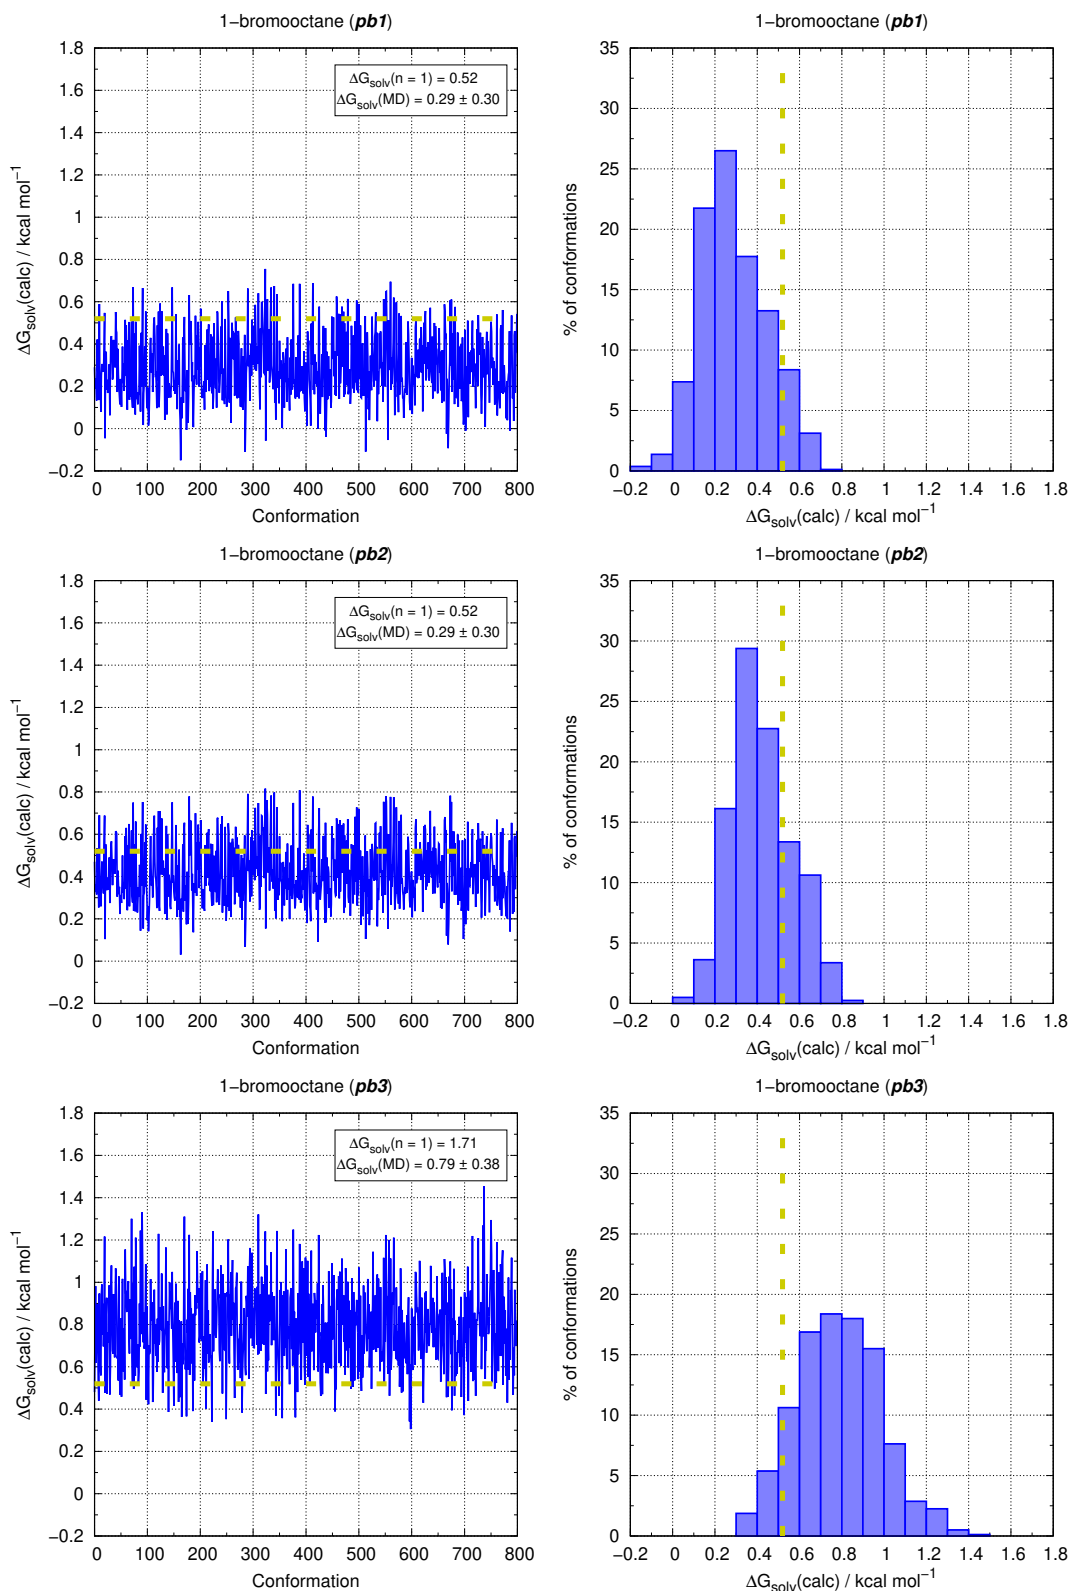 1−bromooctane (pb1)
1.8
1.6
1.4
1.2
1
0.8
0.6
0.4
0.2
0
−0.2
ΔGsolv(calc) / kcal mol−1
ΔGsolv(n = 1) = 0.52
ΔGsolv(MD) = 0.29 ± 0.30
0 100 200 300 400 500 600 700 800
Conformation
1−bromooctane (pb1)
35
30
25
20
15
10
5
0
% of conformations
−0.2 0 0.2 0.4 0.6 0.8 1 1.2 1.4 1.6 1.8
ΔGsolv(calc) / kcal mol−1
1−bromooctane (pb2)
1.8
1.6
1.4
1.2
1
0.8
0.6
0.4
0.2
0
−0.2
ΔGsolv(calc) / kcal mol−1
ΔGsolv(n = 1) = 0.52
ΔGsolv(MD) = 0.29 ± 0.30
0 100 200 300 400 500 600 700 800
Conformation
1−bromooctane (pb2)
35
30
25
20
15
10
5
0
% of conformations
−0.2 0 0.2 0.4 0.6 0.8 1 1.2 1.4 1.6 1.8
ΔGsolv(calc) / kcal mol−1
1−bromooctane (pb3)
1.8
1.6
1.4
1.2
1
0.8
0.6
0.4
0.2
0
−0.2
ΔGsolv(calc) / kcal mol−1
ΔGsolv(n = 1) = 1.71
ΔGsolv(MD) = 0.79 ± 0.38
0 100 200 300 400 500 600 700 800
Conformation
1−bromooctane (pb3)
35
30
25
20
15
10
5
0
% of conformations
−0.2 0 0.2 0.4 0.6 0.8 1 1.2 1.4 1.6 1.8
ΔGsolv(calc) / kcal mol−1